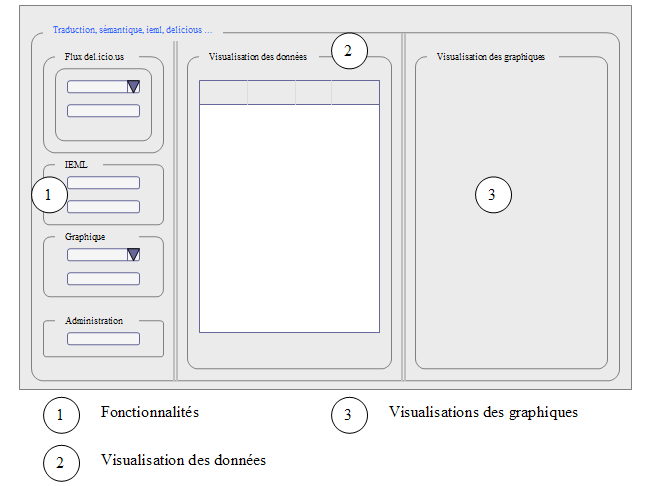 Traduction, sémantique, ieml, delicious ...
Flux del.icio.us
Visualisation des données
2
Visualisation des graphiques
IEML
1
3
Graphique
Administration
1 Fonctionnalités
3 Visualisations des graphiques
2 Visualisation des données